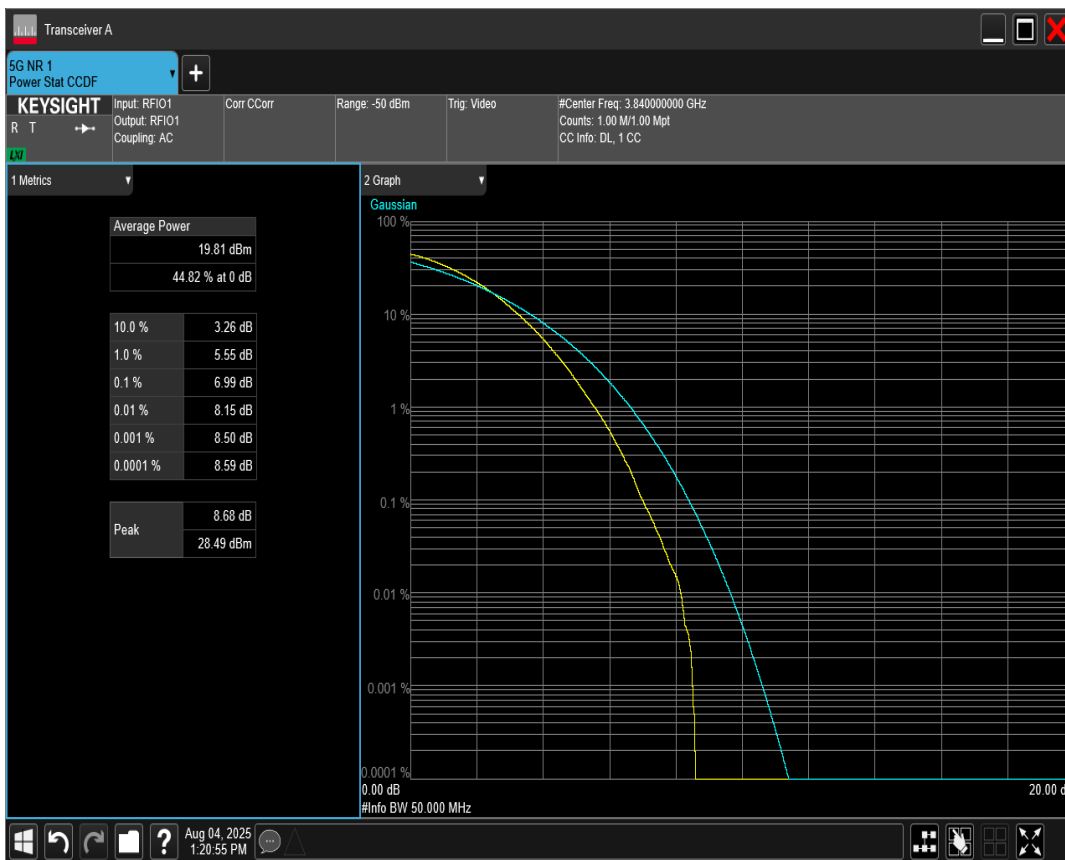 Transceiver A
5G NR 1
Power Stat CCDF
+
KEYSIGHT
R T
LXI
Input: RFIO1
Output: RFIO1
Coupling: AC
Corr CCorr
Range: -50 dBm
Trig: Video
#Center Freq: 3.840000000 GHz
Counts: 1.00 M/1.00 Mpt
CC Info: DL, 1 CC
1 Metrics
Average Power
19.81 dBm
44.82 % at 0 dB
10.0 % 3.26 dB
1.0 % 5.55 dB
0.1 % 6.99 dB
0.01 % 8.15 dB
0.001 % 8.50 dB
0.0001 % 8.59 dB
Peak
8.68 dB
28.49 dBm
2 Graph
Gaussian
100 %
10 %
1 %
0.1 %
0.01 %
0.001 %
0.0001 %
0.00 dB 20.00 d
#Info BW 50.000 MHz
?
Aug 04, 2025
1:20:55 PM